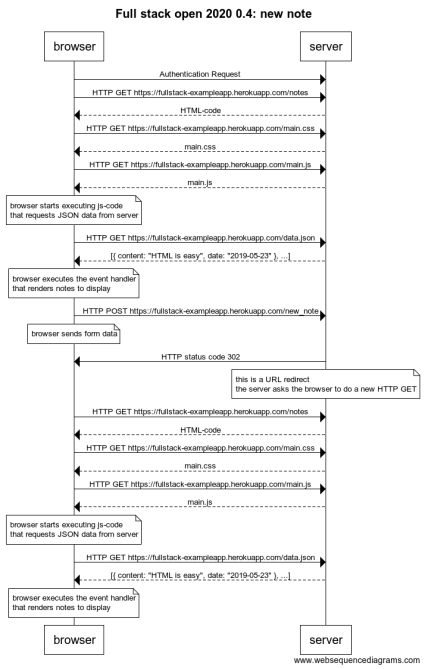 Full stack open 2020 0.4: new note
browser
server
Authentication Request
HTTP GET https://fullstack-exampleapp.herokuapp.com/notes
HTML-code
HTTP GET https://fullstack-exampleapp.herokuapp.com/main.css
main.css
HTTP GET https://fullstack-exampleapp.herokuapp.com/main.js
main.js
browser starts executing js-code
that requests JSON data from server
HTTP GET https://fullstack-exampleapp.herokuapp.com/data.json
[{ content: "HTML is easy", date: "2019-05-23" }, ...]
browser executes the event handler
that renders notes to display
HTTP POST https://fullstack-exampleapp.herokuapp.com/new_note
browser sends form data
HTTP status code 302
this is a URL redirect
the server asks the browser to do a new HTTP GET
HTTP GET https://fullstack-exampleapp.herokuapp.com/notes
HTML-code
HTTP GET https://fullstack-exampleapp.herokuapp.com/main.css
main.css
HTTP GET https://fullstack-exampleapp.herokuapp.com/main.js
main.js
browser starts executing js-code
that requests JSON data from server
HTTP GET https://fullstack-exampleapp.herokuapp.com/data.json
[{ content: "HTML is easy", date: "2019-05-23" }, ...]
browser executes the event handler
that renders notes to display
browser
server
www.websequencediagrams.com